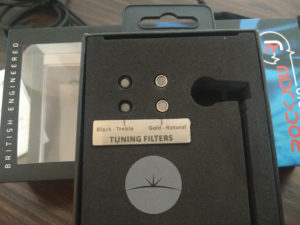 BRITISH ENGINEERED
Black - Treble
Gold - Natural
TUNING FILTERS